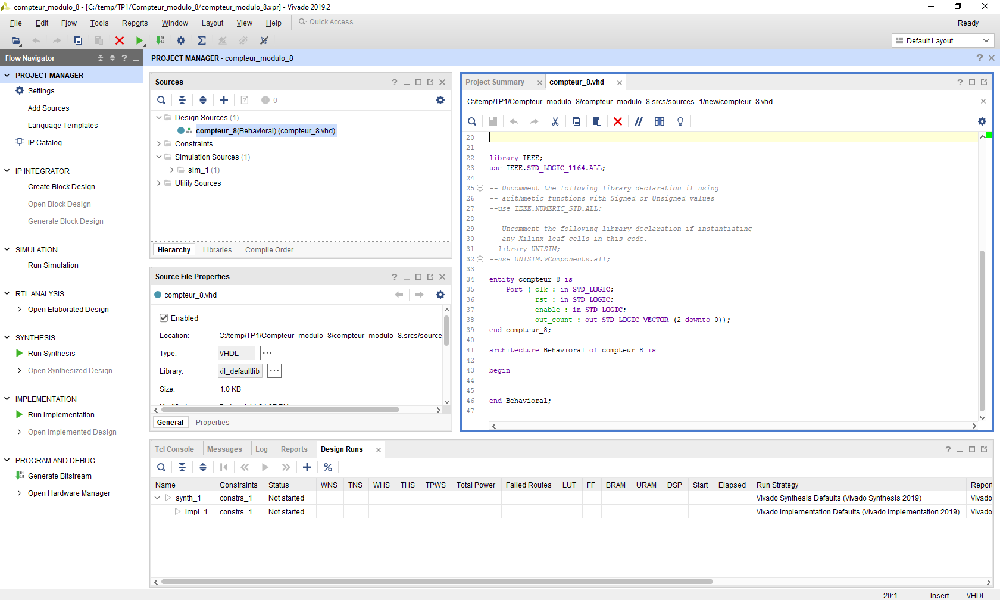 compteur_modulo_8 - [C:/temp/TP1/Compteur_modulo_8/compteur_modulo_8.xpr] - Vivado 2019.2
File Edit Flow Tools Reports Window Layout View Help Quick Access Ready
Default Layout
Flow Navigator
PROJECT MANAGER
Settings
Add Sources
Language Templates
IP Catalog
IP INTEGRATOR
Create Block Design
Open Block Design
Generate Block Design
SIMULATION
Run Simulation
RTL ANALYSIS
Open Elaborated Design
SYNTHESIS
Run Synthesis
Open Synthesized Design
IMPLEMENTATION
Run Implementation
Open Implemented Design
PROGRAM AND DEBUG
Generate Bitstream
Open Hardware Manager
PROJECT MANAGER - compteur_modulo_8
Sources
0
Design Sources (1)
compteur_8(Behavioral) (compteur_8.vhd)
Constraints
Simulation Sources (1)
sim_1 (1)
Utility Sources
Hierarchy Libraries Compile Order
Source File Properties
compteur_8.vhd
Enabled
Location: C:/temp/TP1/Compteur_modulo_8/compteur_modulo_8.srcs/source
Type: VHDL
Library: xil_defaultlib
Size: 1.0 KB
General Properties
Project Summary compteur_8.vhd
C:/temp/TP1/Compteur_modulo_8/compteur_modulo_8.srcs/sources_1/new/compteur_8.vhd
20
21
22 library IEEE;
23 use IEEE.STD_LOGIC_1164.ALL;
24
25 -- Uncomment the following library declaration if using
26 -- arithmetic functions with Signed or Unsigned values
27 --use IEEE.NUMERIC_STD.ALL;
28
29 -- Uncomment the following library declaration if instantiating
30 -- any Xilinx leaf cells in this code.
31 --library UNISIM;
32 --use UNISIM.VComponents.all;
33
34 entity compteur_8 is
35 Port ( clk : in STD_LOGIC;
36 rst : in STD_LOGIC;
37 enable : in STD_LOGIC;
38 out_count : out STD_LOGIC_VECTOR (2 downto 0));
39 end compteur_8;
40
41 architecture Behavioral of compteur_8 is
42
43 begin
44
45
46 end Behavioral;
47
Tcl Console Messages Log Reports Design Runs
Name Constraints Status WNS TNS WHS THS TPWS Total Power Failed Routes LUT FF BRAM URAM DSP Start Elapsed Run Strategy Report
synth_1 constrs_1 Not started Vivado Synthesis Defaults (Vivado Synthesis 2019) Vivado
impl_1 constrs_1 Not started Vivado Implementation Defaults (Vivado Implementation 2019) Vivado
20:1 Insert VHDL